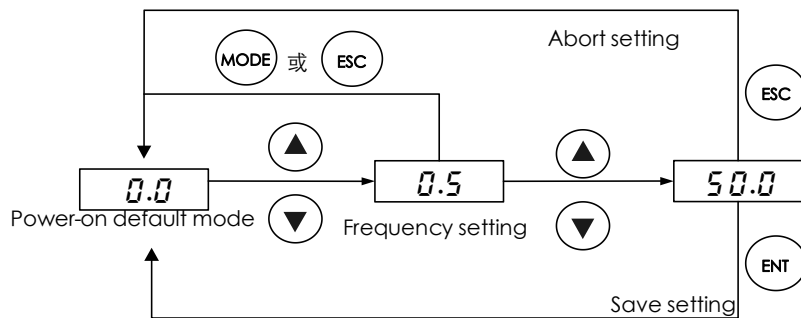 Abort setting
MODE 或 ESC
ESC
0.0
0.5
50.0
Power-on default mode
Frequency setting
ENT
Save setting